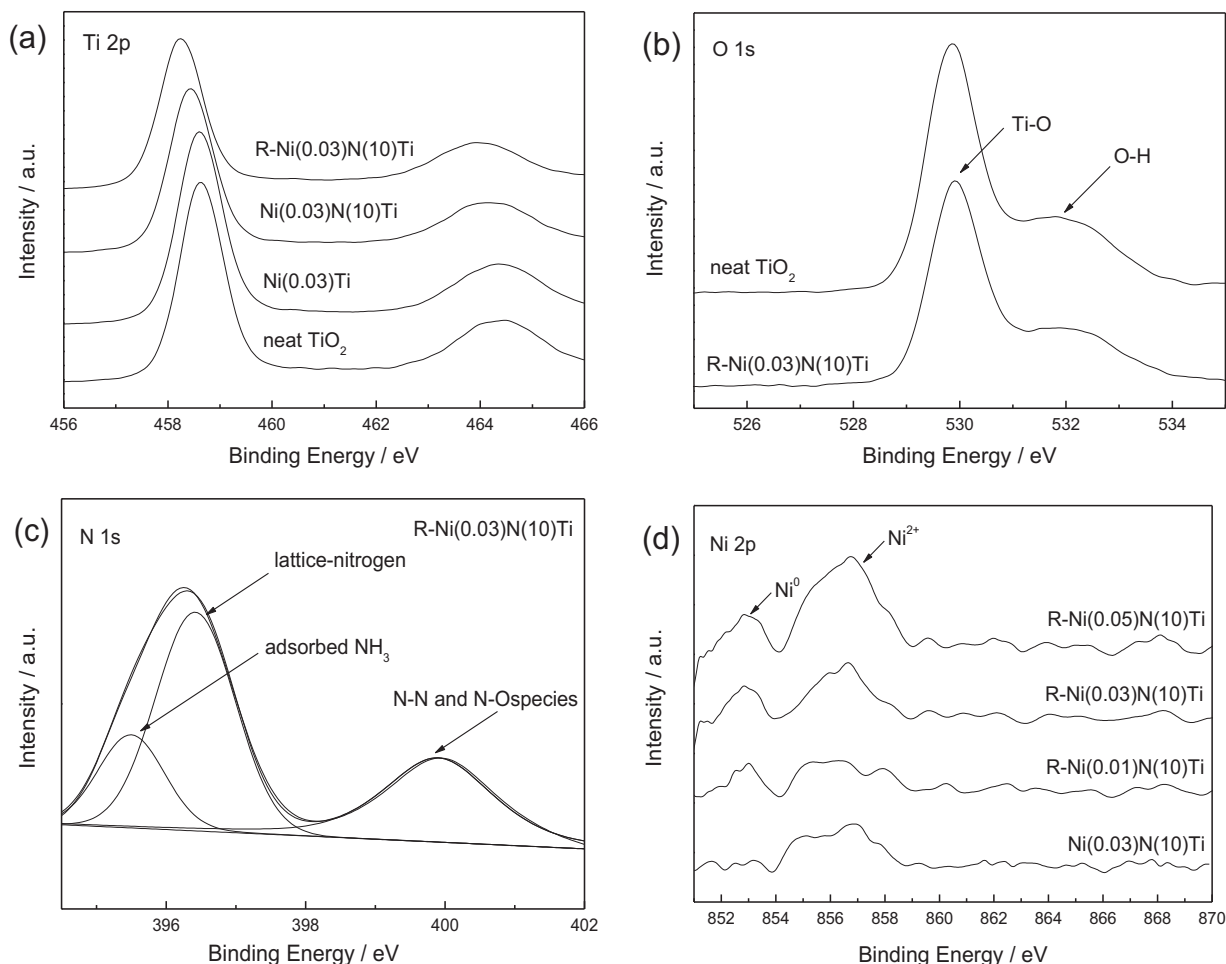 (a)
Ti 2p
R-Ni(0.03)N(10)Ti
Ni(0.03)N(10)Ti
Ni(0.03)Ti
neat TiO2
Intensity / a.u.
456 458 460 462 464 466
Binding Energy / eV
(b)
O 1s
Ti-O
O-H
neat TiO2
R-Ni(0.03)N(10)Ti
Intensity / a.u.
526 528 530 532 534
Binding Energy / eV
(c)
N 1s
R-Ni(0.03)N(10)Ti
lattice-nitrogen
adsorbed NH3
N-N and N-Ospecies
Intensity / a.u.
396 398 400 402
Binding Energy / eV
(d)
Ni 2p
Ni2+
Ni0
R-Ni(0.05)N(10)Ti
R-Ni(0.03)N(10)Ti
R-Ni(0.01)N(10)Ti
Ni(0.03)N(10)Ti
Intensity / a.u.
852 854 856 858 860 862 864 866 868 870
Binding Energy / eV